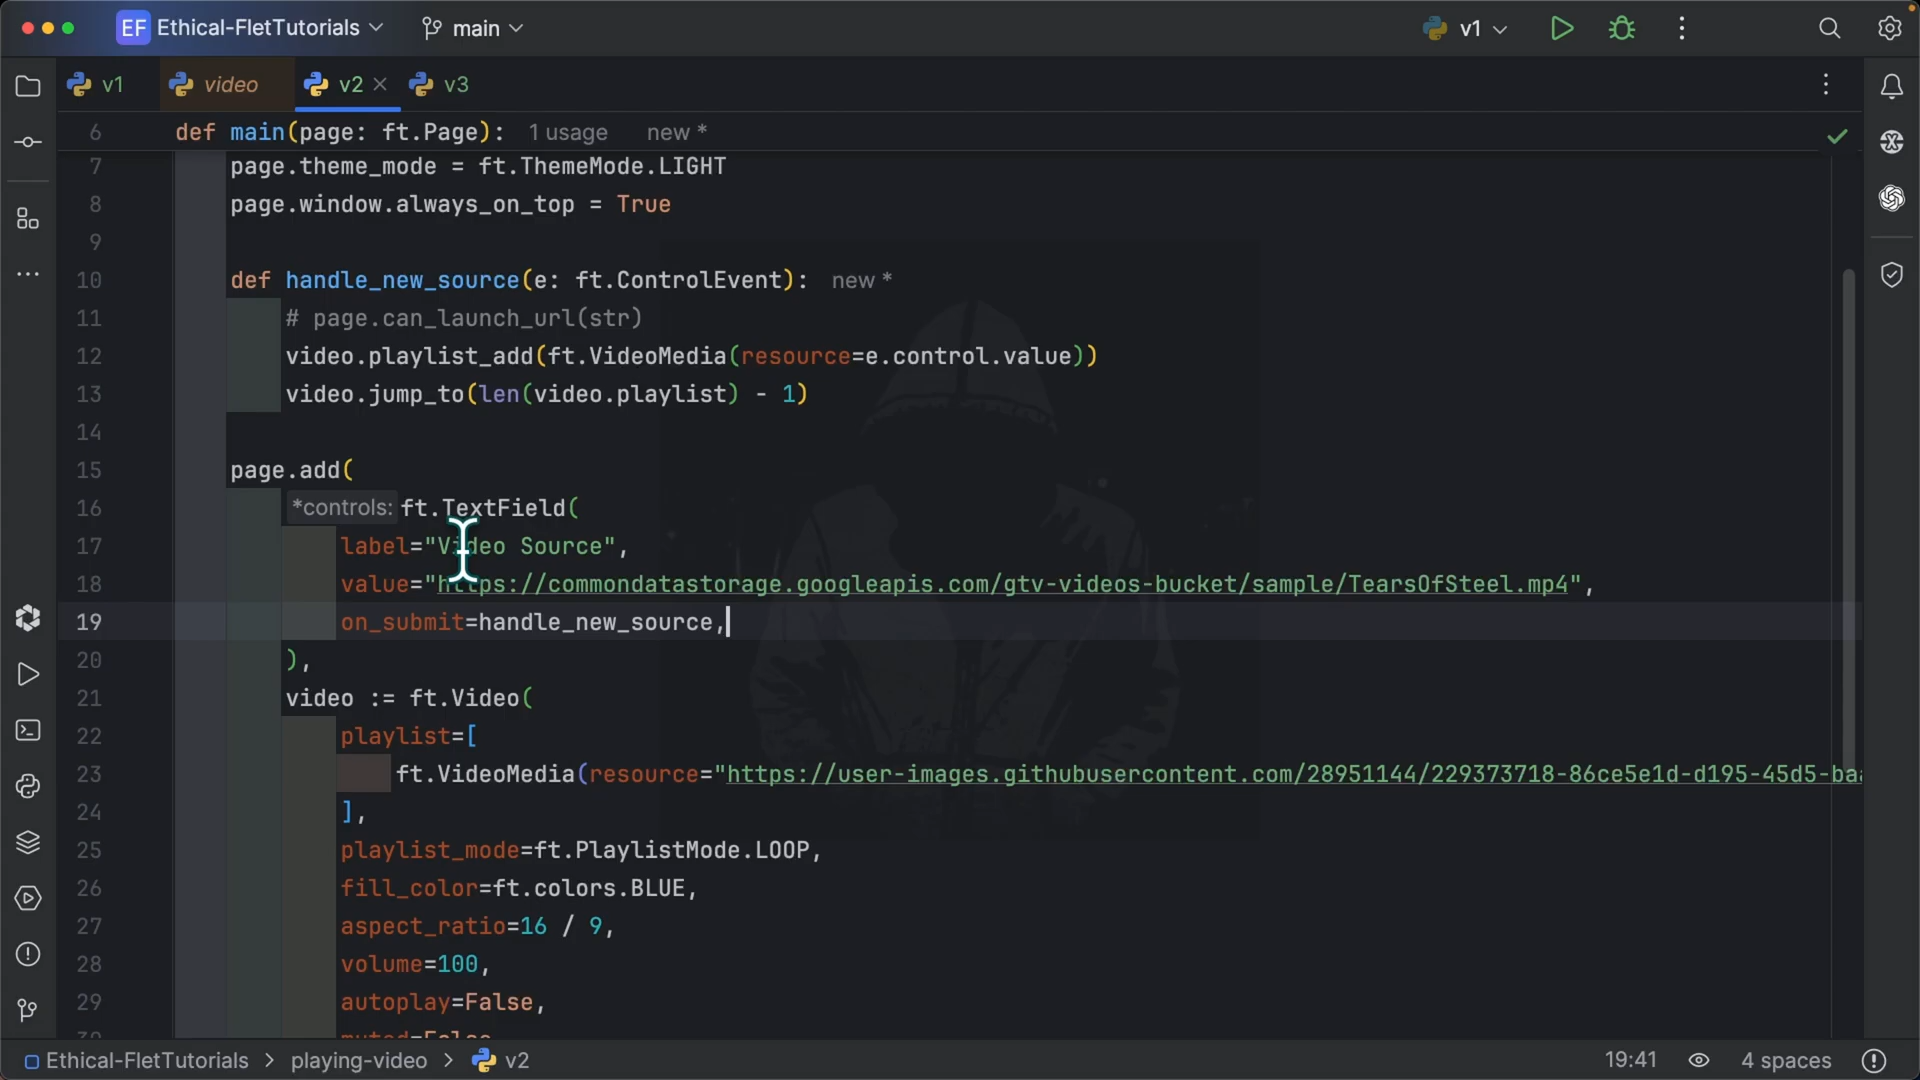 EF Ethical-FletTutorials main v1
v1 video v2 v3
6 def main(page: ft.Page): 1 usage new *
7 page.theme_mode = ft.ThemeMode.LIGHT
8 page.window.always_on_top = True
9
10 def handle_new_source(e: ft.ControlEvent): new *
11 # page.can_launch_url(str)
12 video.playlist_add(ft.VideoMedia(resource=e.control.value))
13 video.jump_to(len(video.playlist) - 1)
14
15 page.add(
16 *controls: ft.TextField(
17 label="Video Source",
18 value="https://commondatastorage.googleapis.com/gtv-videos-bucket/sample/TearsOfSteel.mp4",
19 on_submit=handle_new_source,
20 ),
21 video := ft.Video(
22 playlist=[
23 ft.VideoMedia(resource="https://user-images.githubusercontent.com/28951144/229373718-86ce5e1d-d195-45d5-baa
24 ],
25 playlist_mode=ft.PlaylistMode.LOOP,
26 fill_color=ft.colors.BLUE,
27 aspect_ratio=16 / 9,
28 volume=100,
29 autoplay=False,
30 muted=False
Ethical-FletTutorials > playing-video > v2 19:41 4 spaces